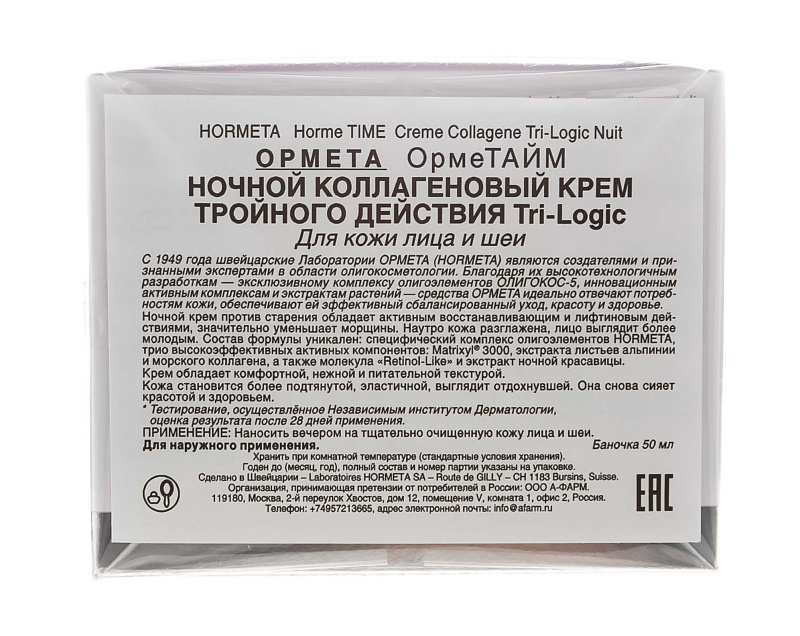 HORMETA Horme TIME Creme Collagene Tri-Logic Nuit
ОРМЕТА ОрмеТАЙМ
НОЧНОЙ КОЛЛАГЕНОВЫЙ КРЕМ
ТРОЙНОГО ДЕЙСТВИЯ Tri-Logic
Для кожи лица и шеи
С 1949 года швейцарские Лаборатории ОРМЕТА (HORMETA) являются создателями и при-
знанными экспертами в области олигокосметологии. Благодаря их высокотехнологичным
разработкам — эксклюзивному комплексу олигоэлементов ОЛИГОКОС-5, инновационным
активным комплексам и экстрактам растений — средства ОРМЕТА идеально отвечают потреб-
ностям кожи, обеспечивают ей эффективный сбалансированный уход, красоту и здоровье.
Ночной крем против старения обладает активным восстанавливающим и лифтинговым дей-
ствиями, значительно уменьшает морщины. Наутро кожа разглажена, лицо выглядит более
молодым. Состав формулы уникален: специфический комплекс олигоэлементов HORMETA,
трио высокоэффективных активных компонентов: Matrixyl® 3000, экстракта листьев альпинии
и морского коллагена, а также молекула «Retinol-Like» и экстракт ночной красавицы.
Крем обладает комфортной, нежной и питательной текстурой.
Кожа становится более подтянутой, эластичной, выглядит отдохнувшей. Она снова сияет
красотой и здоровьем.
* Тестирование, осуществлённое Независимым институтом Дерматологии,
оценка результата после 28 дней применения.
ПРИМЕНЕНИЕ: Наносить вечером на тщательно очищенную кожу лица и шеи.
Для наружного применения. Баночка 50 мл
Хранить при комнатной температуре (стандартные условия хранения).
Годен до (месяц, год), полный состав и номер партии указаны на упаковке.
Сделано в Швейцарии – Laboratoires HORMETA SA – Route de GILLY – CH 1183 Bursins, Suisse.
Организация, принимающая претензии от потребителей в России: ООО А-ФАРМ.
119180, Москва, 2-й переулок Хвостов, дом 12, помещение V, комната 1, офис 2, Россия.
Телефон: +74957213665, адрес электронной почты: info@afarm.ru
EAC